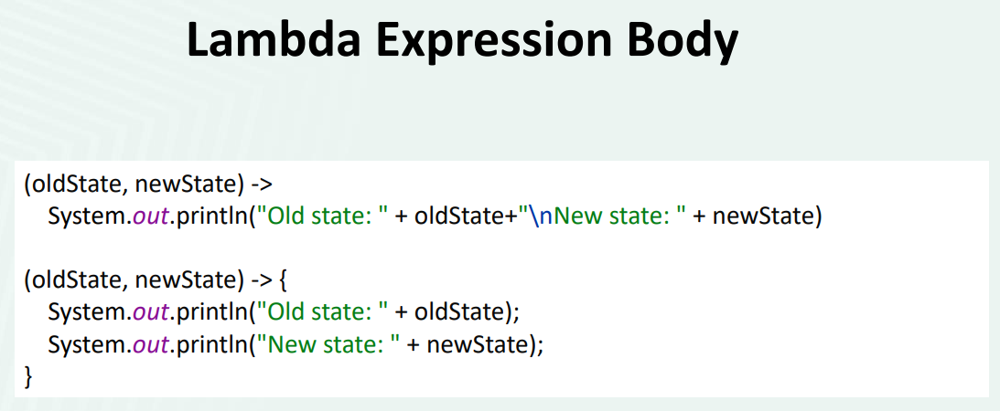 Lambda Expression Body
(oldState, newState) ->
System.out.println("Old state: " + oldState+"\nNew state: " + newState)
(oldState, newState) -> {
System.out.println("Old state: " + oldState);
System.out.println("New state: " + newState);
}